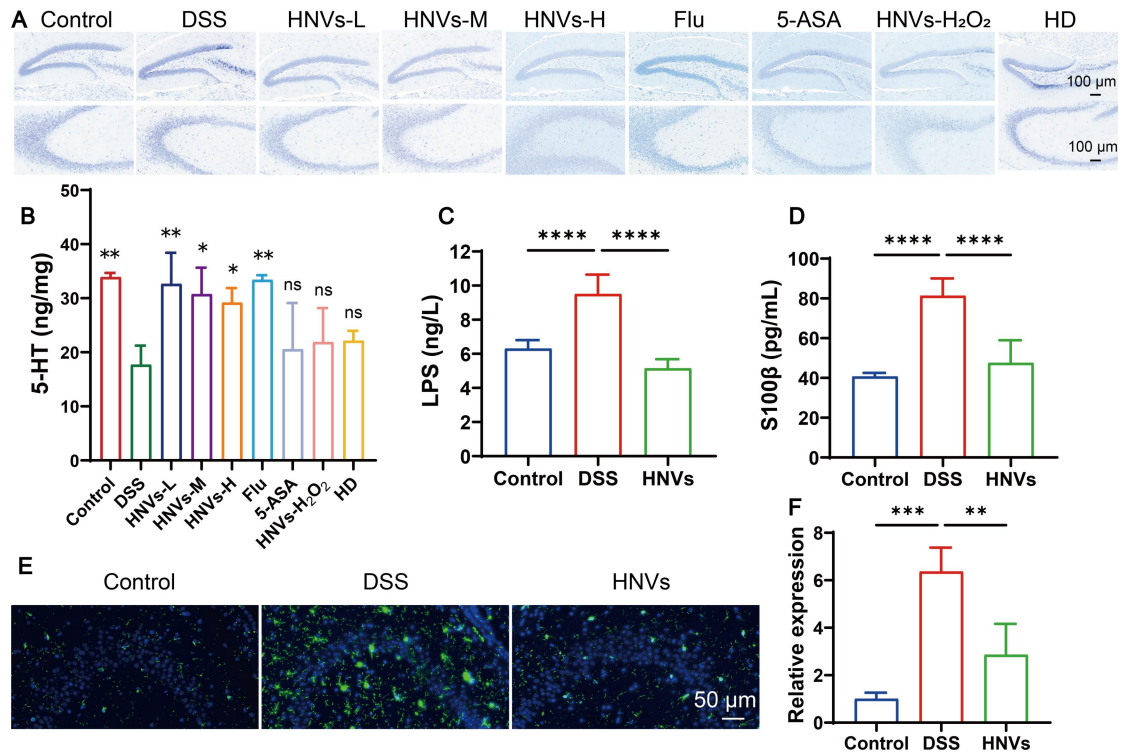 A Control DSS HNVs-L HNVs-M HNVs-H Flu 5-ASA HNVs-H₂O₂ HD
100 μm
100 μm
B
50
40
30
20
10
0
5-HT (ng/mg)
**
**
*
*
**
ns
ns
ns
Control
DSS
HNVs-L
HNVs-M
HNVs-H
Flu
5-ASA
HNVs-H₂O₂
HD
C
**** ****
12
10
8
6
4
2
0
LPS (ng/L)
Control DSS HNVs
D
**** ****
100
80
60
40
20
0
S100β (pg/mL)
Control DSS HNVs
E
Control DSS HNVs
50 μm
F
*** **
8
6
4
2
0
Relative expression
Control DSS HNVs